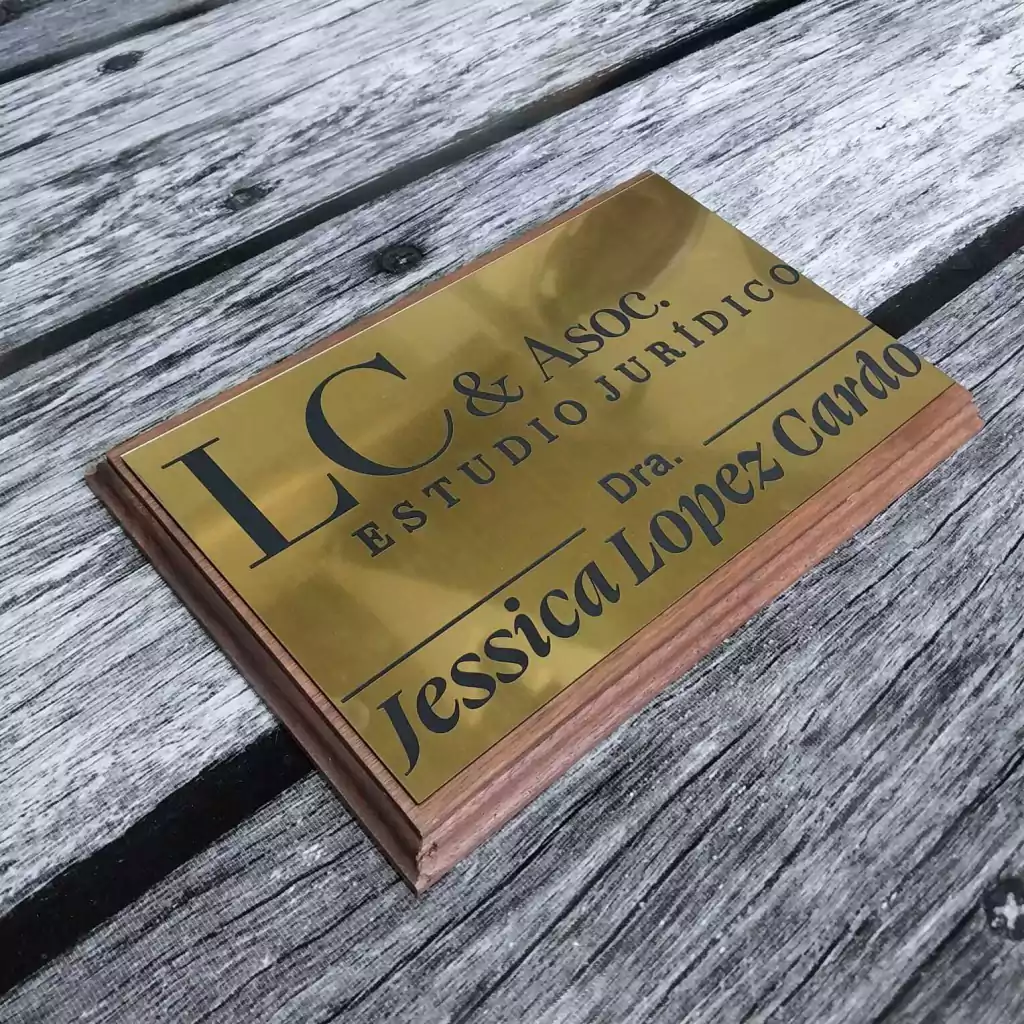 LC & Asoc.
ESTUDIO JURÍDICO
Dra.
Jessica Lopez Cardo